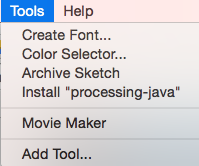 Tools Help
Create Font...
Color Selector...
Archive Sketch
Install "processing-java"
Movie Maker
Add Tool...